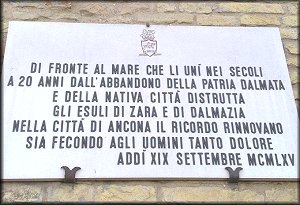 DI FRONTE AL MARE CHE LI UNÍ NEI SECOLI
A 20 ANNI DALL'ABBANDONO DELLA PATRIA DALMATA
E DELLA NATIVA CITTÀ DISTRUTTA
GLI ESULI DI ZARA E DI DALMAZIA
NELLA CITTÀ DI ANCONA IL RICORDO RINNOVANO
SIA FECONDO AGLI UOMINI TANTO DOLORE
ADDÌ XIX SETTEMBRE MCMLXV